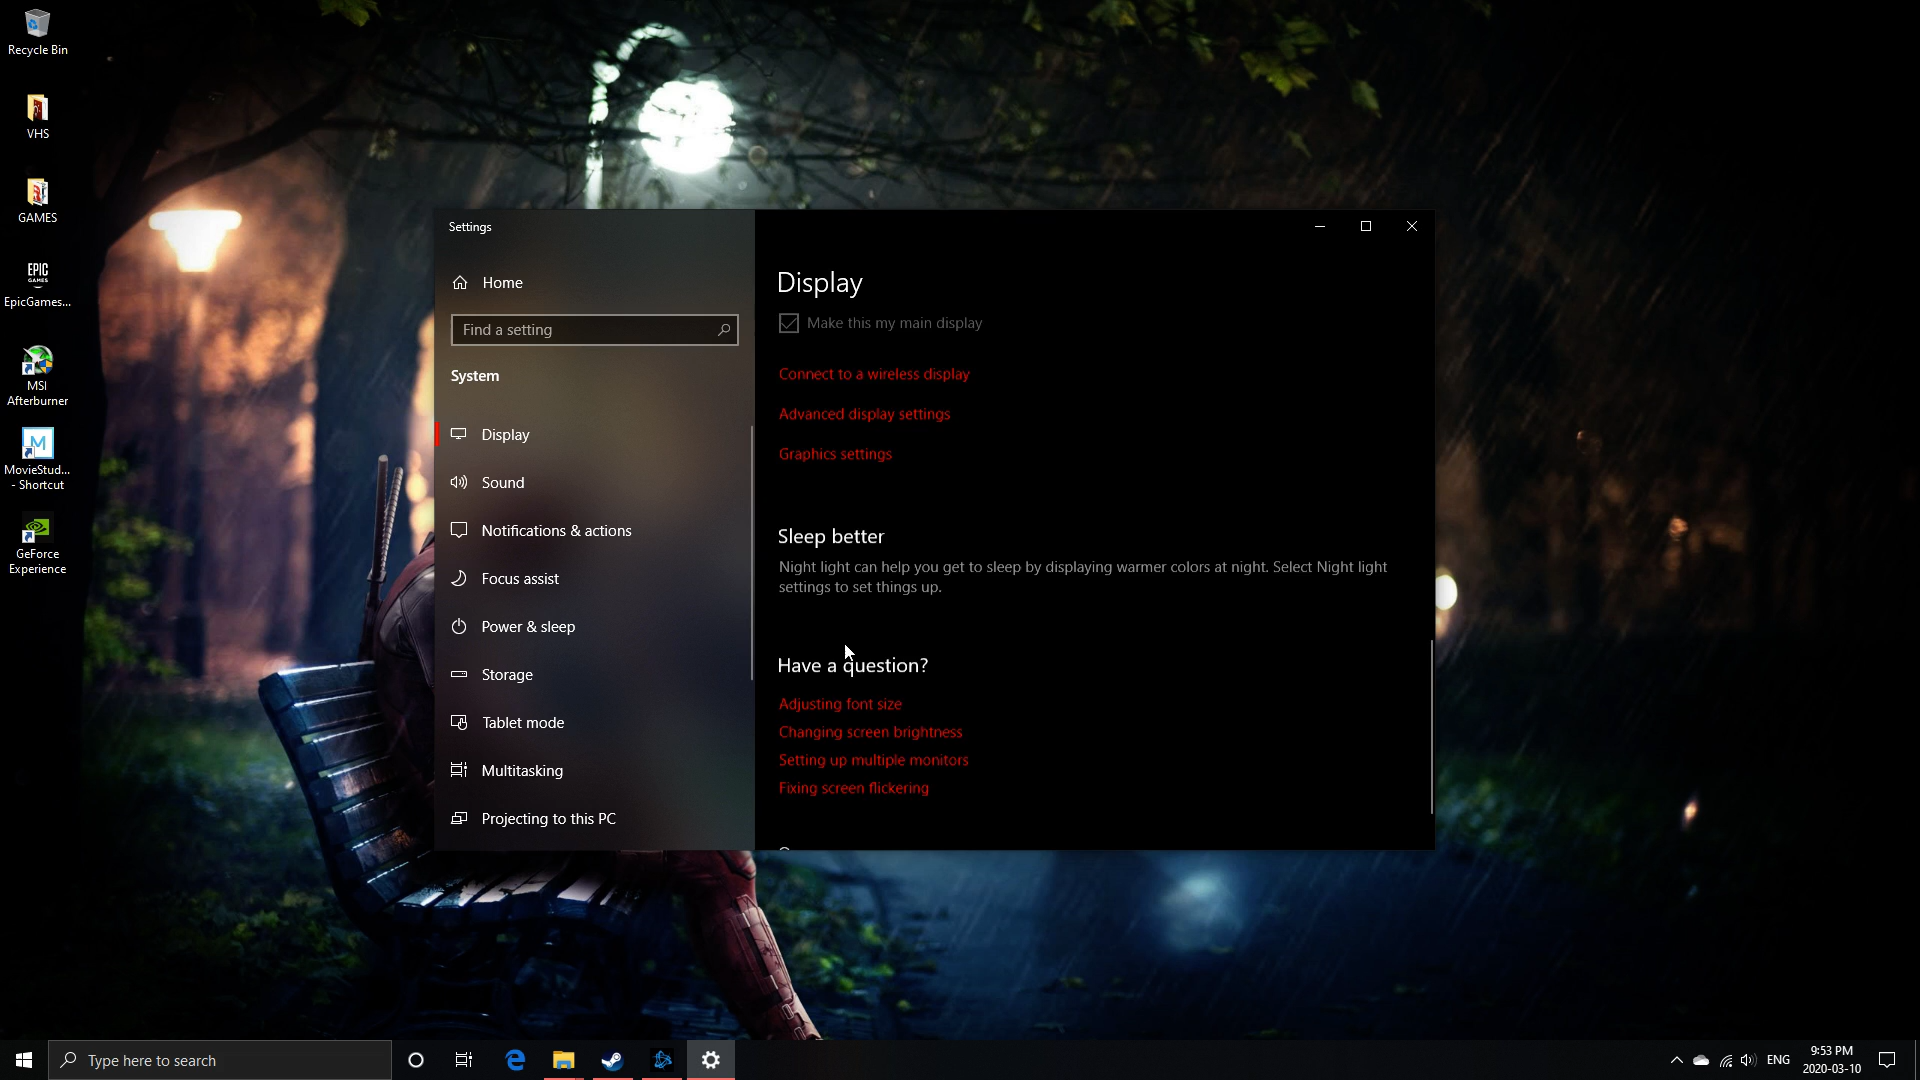 Recycle Bin
VHS
GAMES
EPIC
GAMES
EpicGames...
MSI
Afterburner
M
MovieStud...
- Shortcut
GeForce
Experience
Settings
Home
Find a setting
System
Display
Sound
Notifications & actions
Focus assist
Power & sleep
Storage
Tablet mode
Multitasking
Projecting to this PC
Display
Make this my main display
Connect to a wireless display
Advanced display settings
Graphics settings
Sleep better
Night light can help you get to sleep by displaying warmer colors at night. Select Night light
settings to set things up.
Have a question?
Adjusting font size
Changing screen brightness
Setting up multiple monitors
Fixing screen flickering
Type here to search
ENG
9:53 PM
2020-03-10